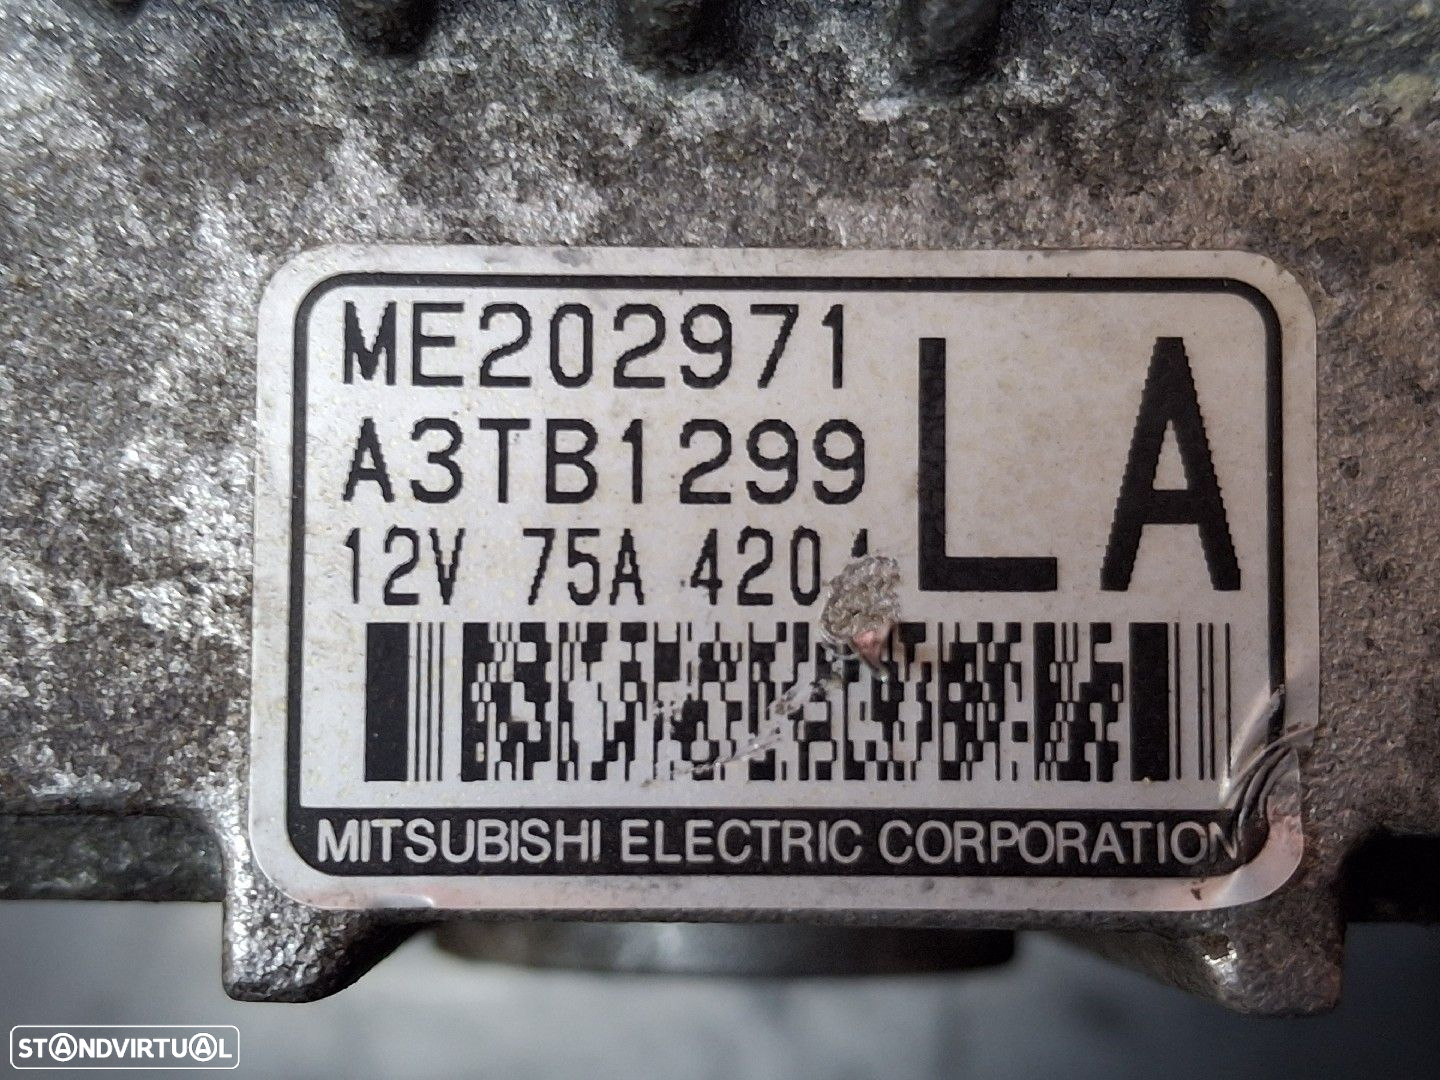 ME202971
A3TB1299
12V 75A
LA
MITSUBISHI ELECTRIC CORPORATION
STANDVIRTUAL